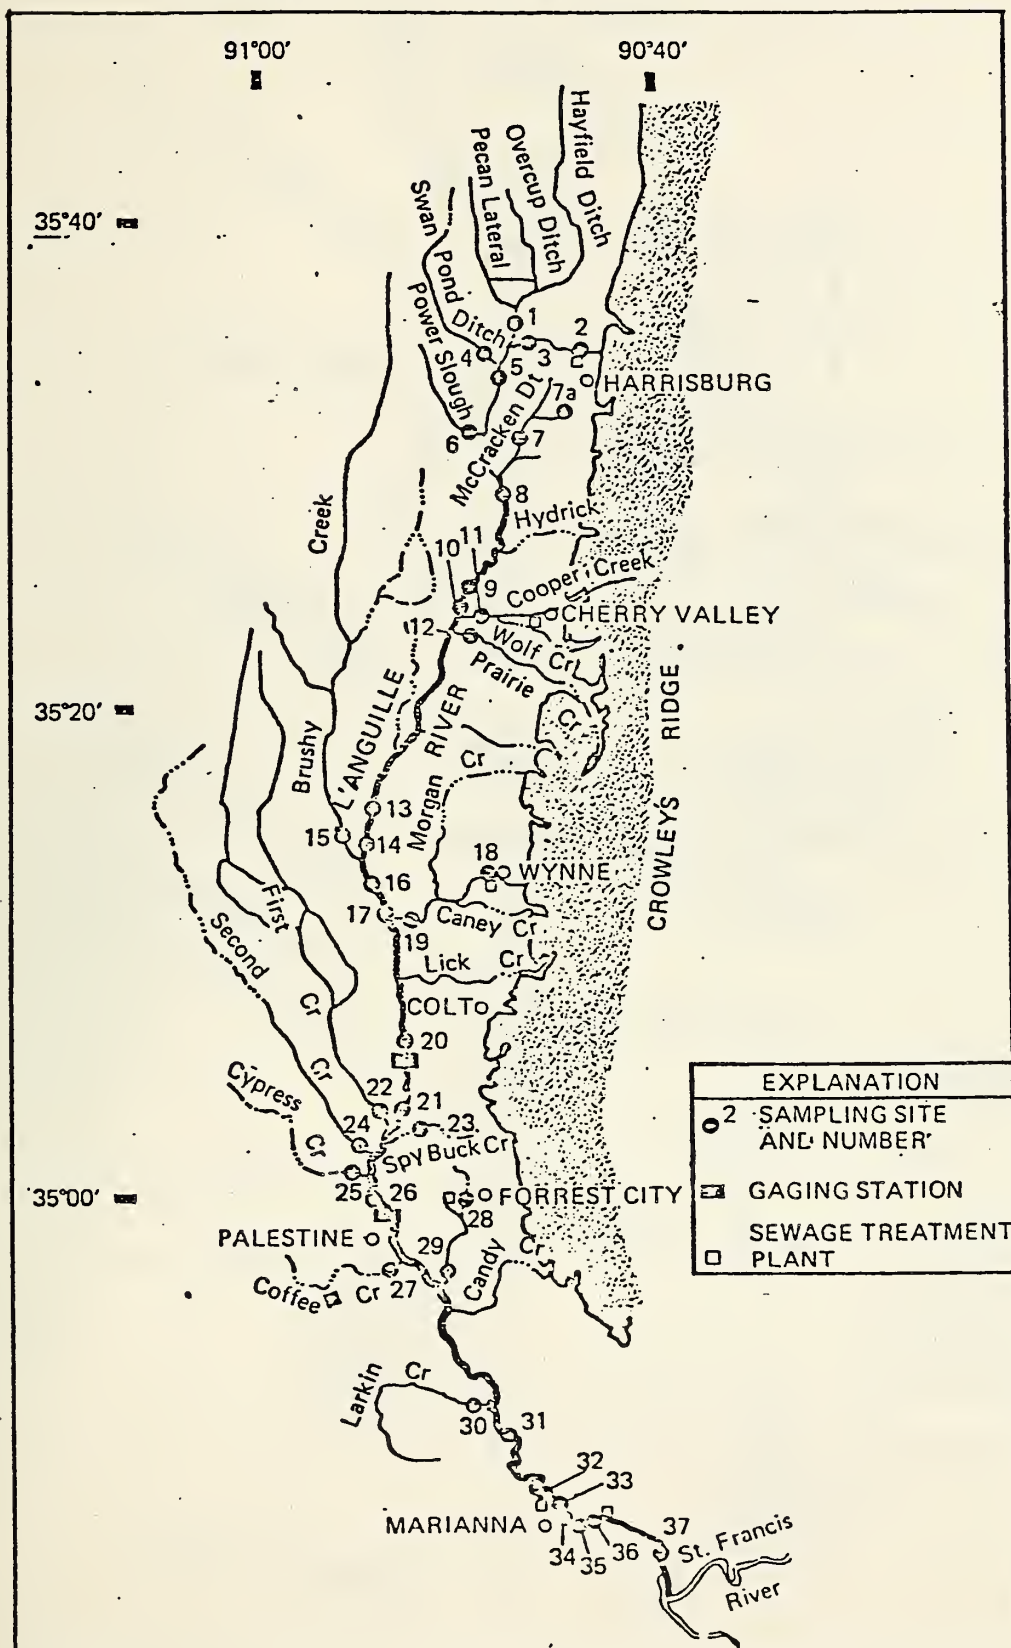 91°00'
90°40'
Hayfield Ditch
Overcup Ditch
Pecan Lateral
Swan Pond Ditch
35°40'
Power Slough
1
2
3
4
5
HARRISBURG
7a
6
McCracken Dt
7
8
Hydrick
Creek
11
10
9
Cooper Creek
CHERRY VALLEY
12
Wolf Cr
Prairie
Cr
35°20'
L'ANGUILLE
RIVER
CROWLEY'S RIDGE
Brushy
Cr
Morgan
13
15
14
18
WYNNE
16
17
Caney Cr
19
First
Second
Lick Cr
Cr
COLT
20
Cr
EXPLANATION
2 SAMPLING SITE
AND NUMBER
GAGING STATION
SEWAGE TREATMENT
PLANT
Cypress
22
21
24
23
Cr
Spy Buck Cr
35°00'
25
26
FORREST CITY
28
PALESTINE
29
Candy
Cr
Coffee Cr
27
Larkin
Cr
30
31
32
33
MARIANNA
34
35
36
37
St. Francis
River